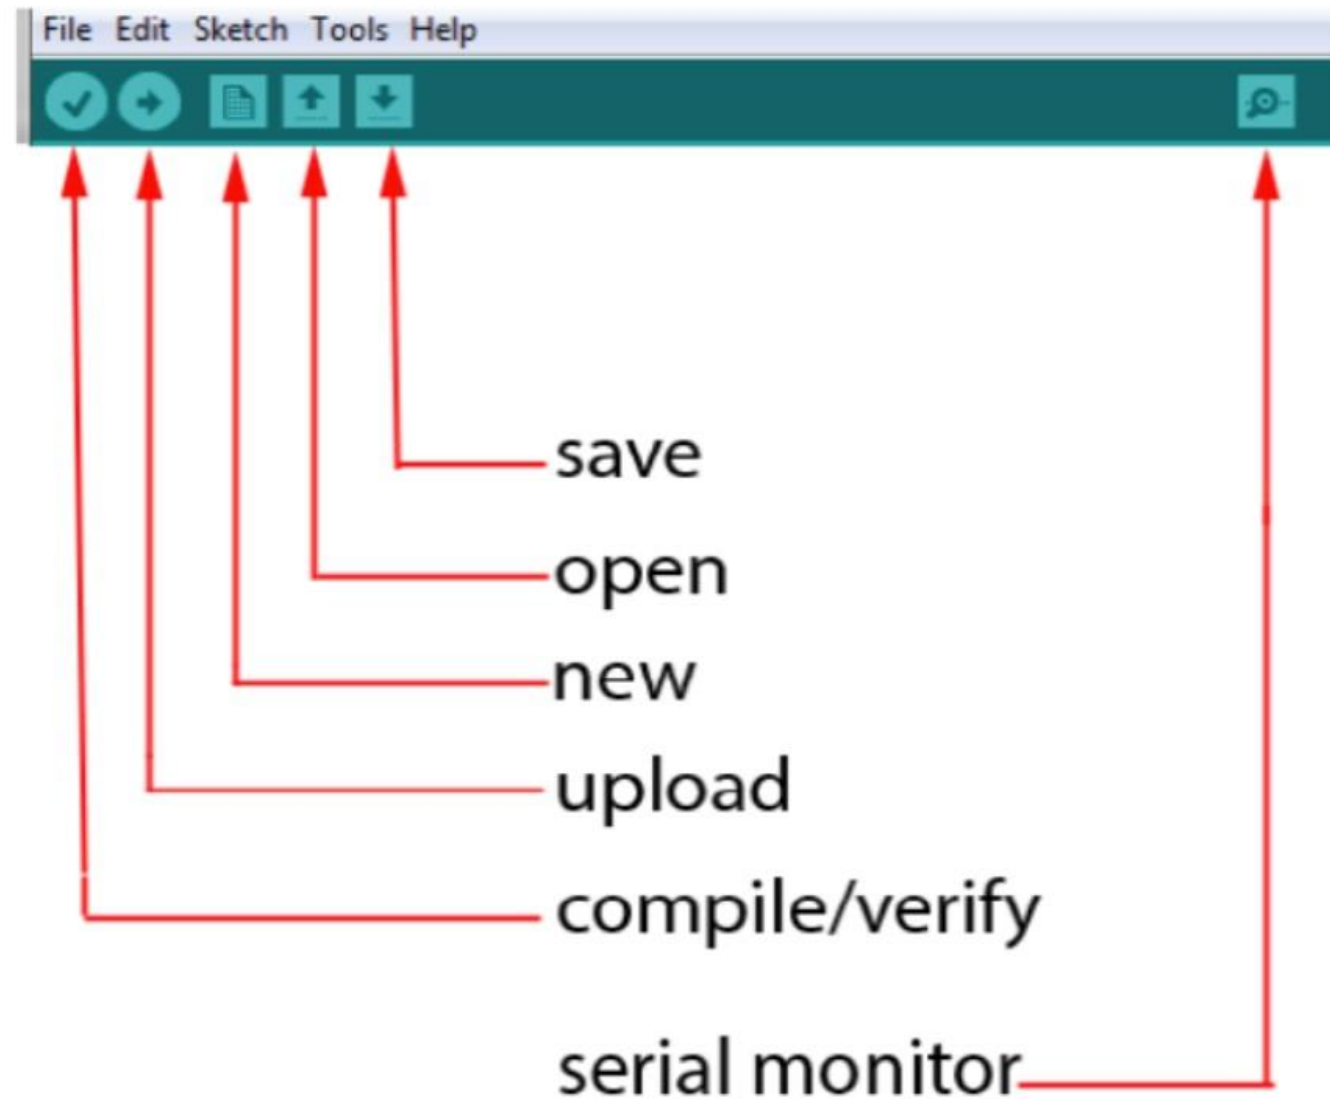 File Edit Sketch Tools Help
save
open
new
upload
compile/verify
serial monitor